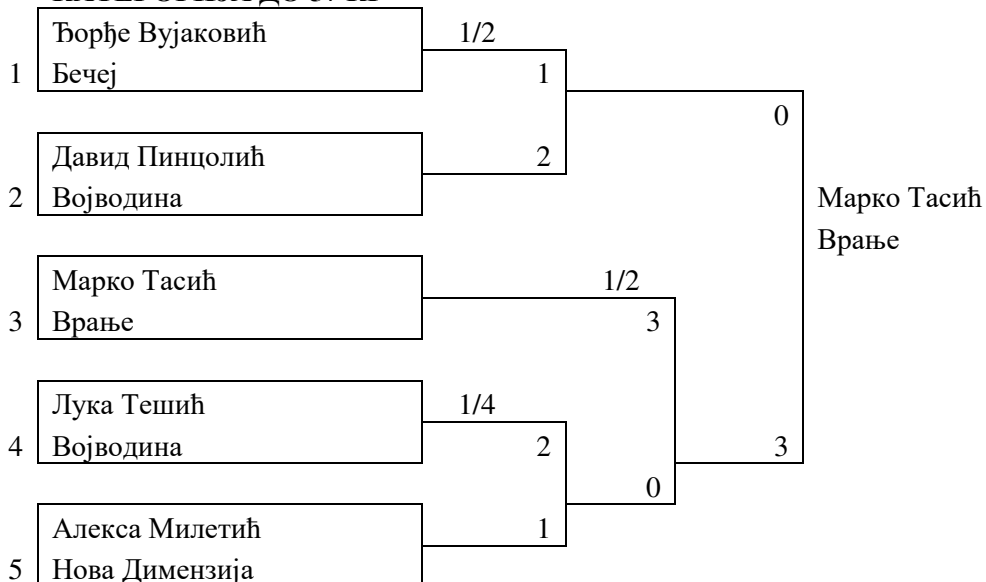 Ђорђе Вујаковић
1/2
1
Бечеј
1
0
Давид Пинцолић
2
2
Војводина
Марко Тасић
Врање
Марко Тасић
1/2
3
Врање
3
Лука Тешић
1/4
4
Војводина
2
3
0
Алекса Милетић
1
5
Нова Димензија